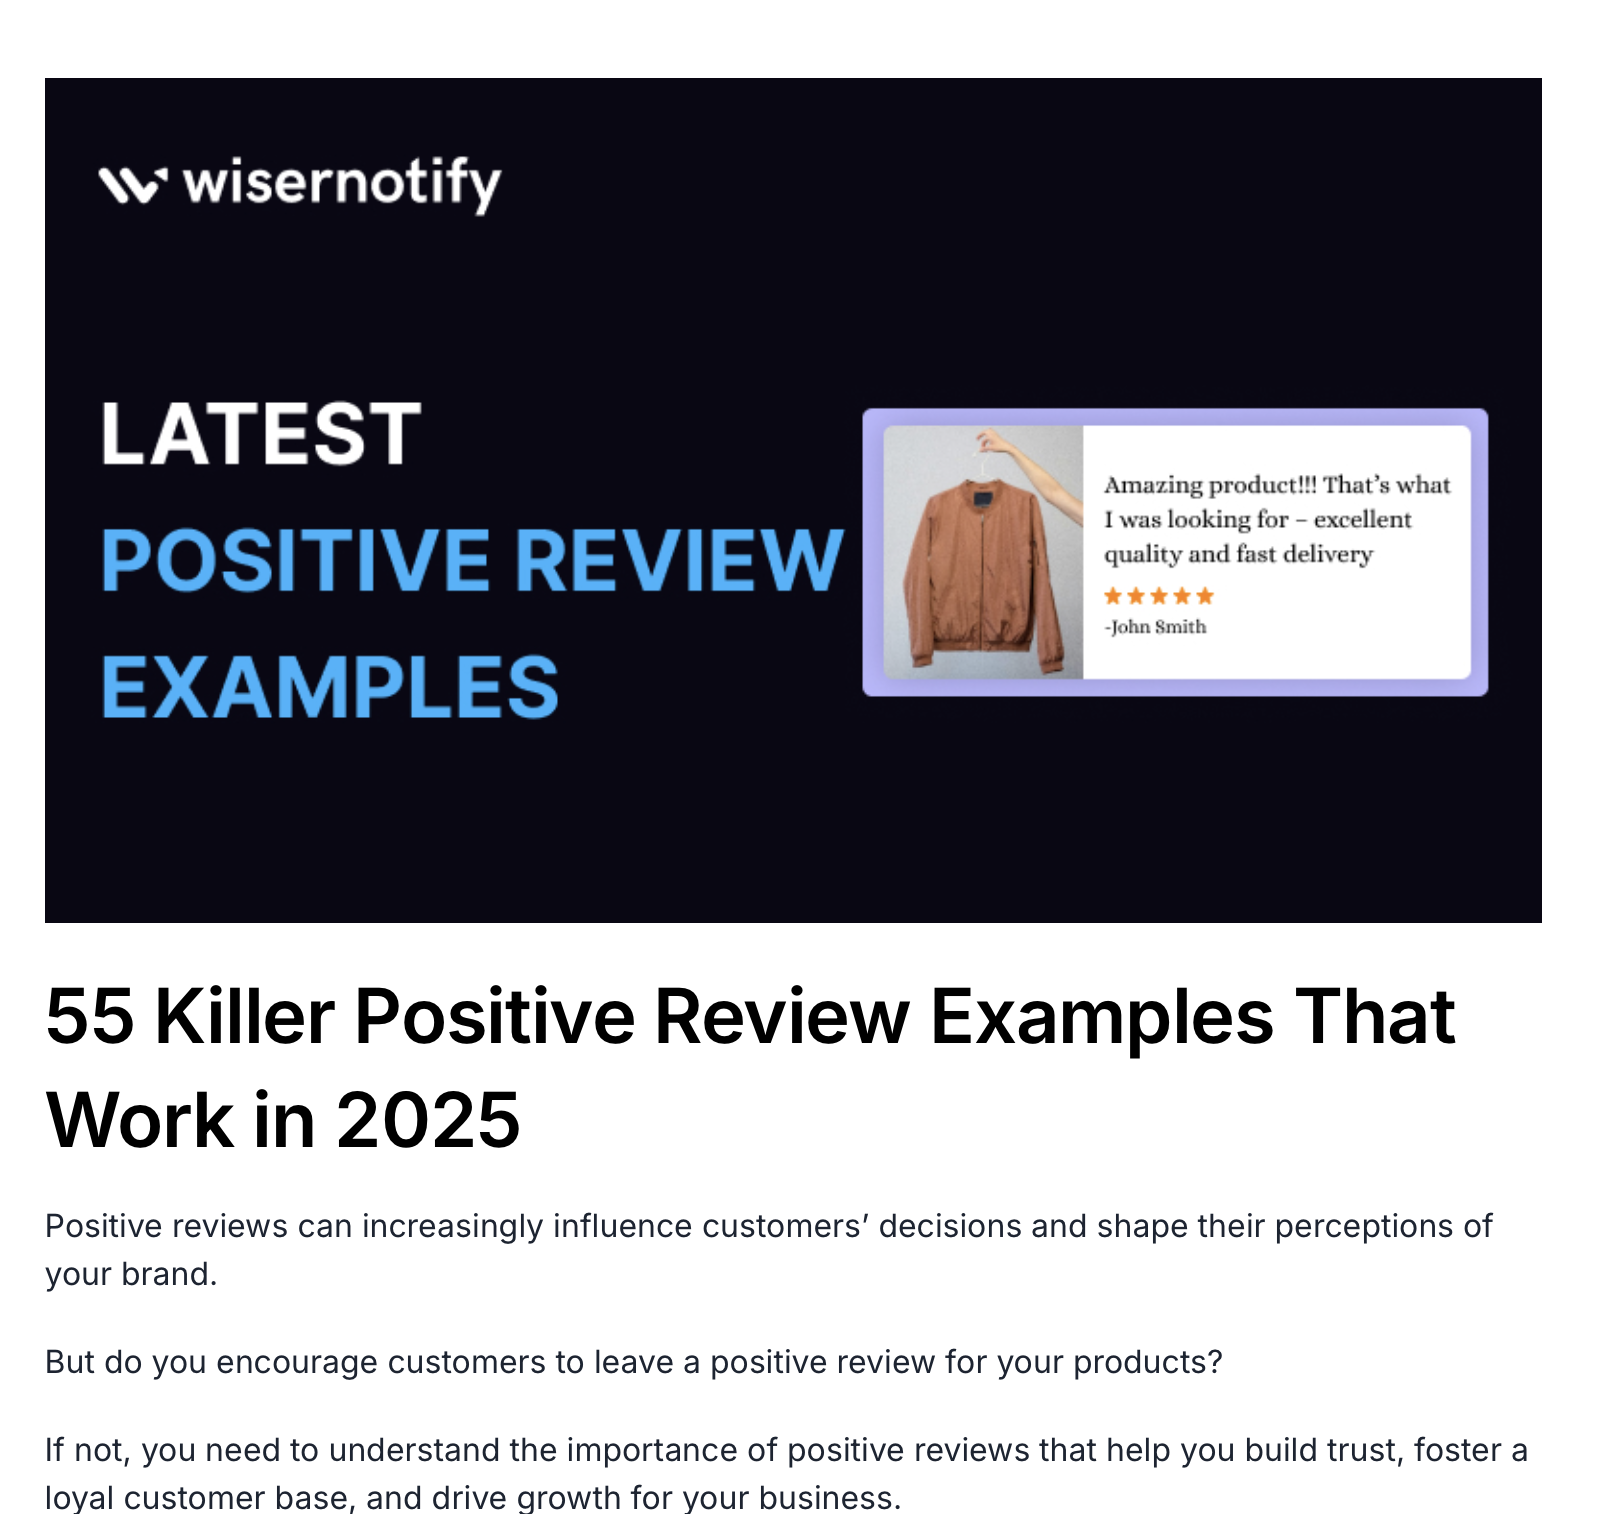 wisernotify
LATEST
POSITIVE REVIEW
EXAMPLES
Amazing product!!! That’s what
I was looking for – excellent
quality and fast delivery
-John Smith
55 Killer Positive Review Examples That
Work in 2025
Positive reviews can increasingly influence customers’ decisions and shape their perceptions of
your brand.
But do you encourage customers to leave a positive review for your products?
If not, you need to understand the importance of positive reviews that help you build trust, foster a
loyal customer base, and drive growth for your business.